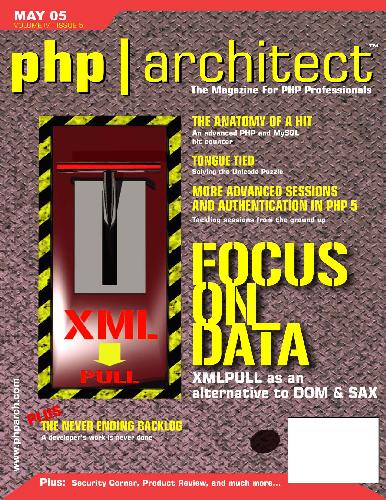 MAY 05
VOLUME IV - ISSUE 5
php|architect™
The Magazine For PHP Professionals
THE ANATOMY OF A HIT
An advanced PHP and MySQL
hit counter
TONGUE TIED
Solving the Unicode Puzzle
MORE ADVANCED SESSIONS
AND AUTHENTICATION IN PHP 5
Tackling sessions from the ground up
FOCUS
ON
DATA
XMLPULL as an
alternative to DOM & SAX
XML
PULL
PLUS
THE NEVER ENDING BACKLOG
A developer's work is never done
www.phparch.com
Plus: Security Corner, Product Review, and much more...